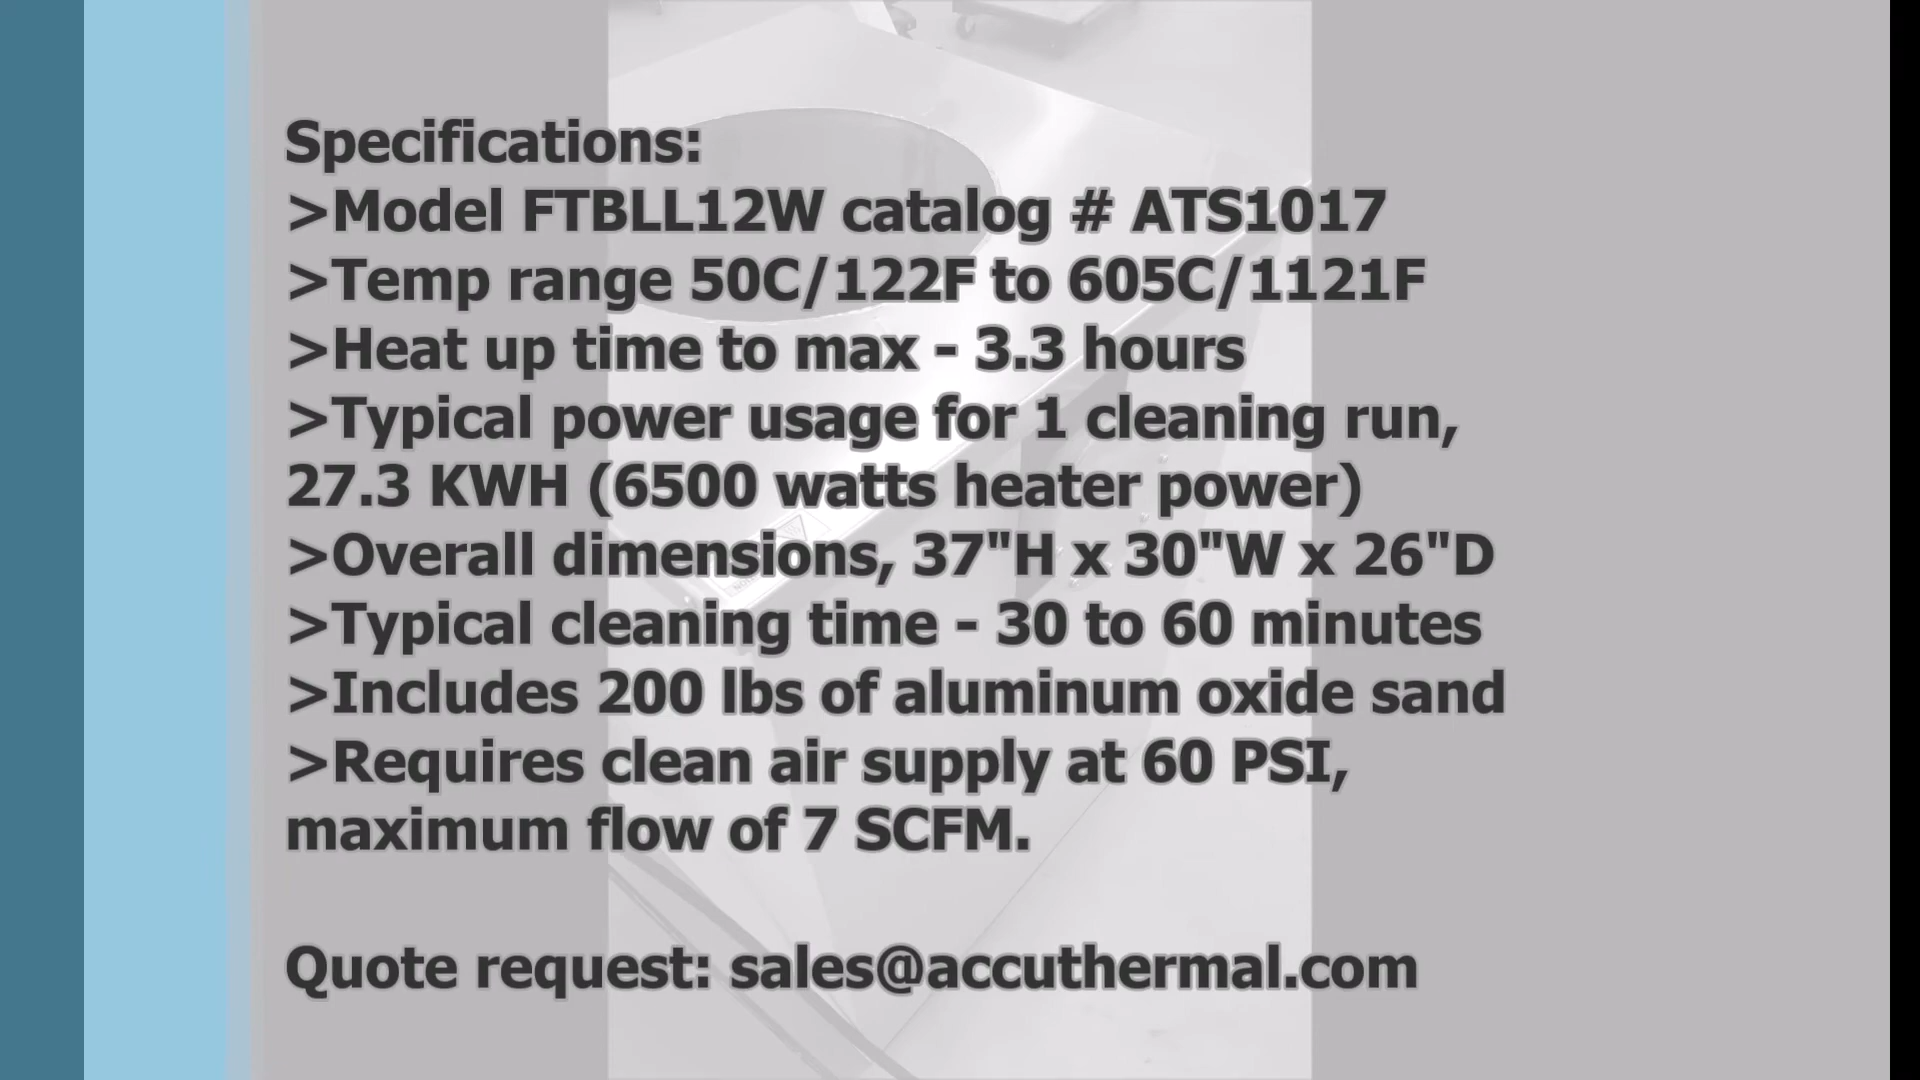 Specifications:
>Model FTBLL12W catalog # ATS1017
>Temp range 50C/122F to 605C/1121F
>Heat up time to max - 3.3 hours
>Typical power usage for 1 cleaning run,
27.3 KWH (6500 watts heater power)
>Overall dimensions, 37"H x 30"W x 26"D
>Typical cleaning time - 30 to 60 minutes
>Includes 200 lbs of aluminum oxide sand
>Requires clean air supply at 60 PSI,
maximum flow of 7 SCFM.
Quote request: sales@accuthermal.com